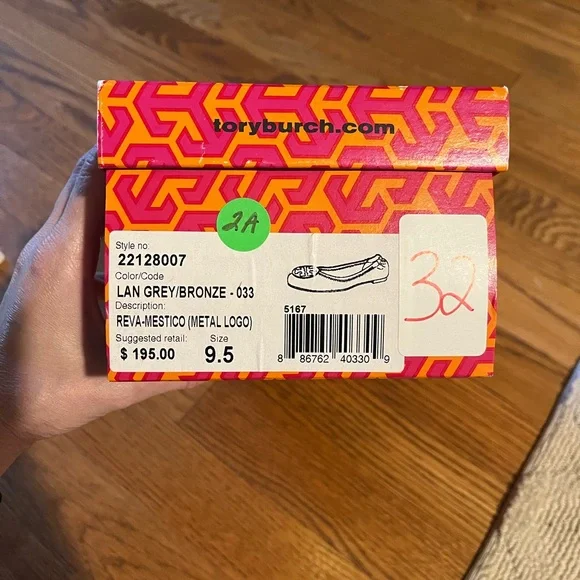 toryburch.com
2A
Style no:
22128007
Color/Code
LAN GREY/BRONZE - 033
Description:
REVA-MESTICO (METAL LOGO)
Suggested retail: Size
$ 195.00 9.5
5167
8 86762 40330 9
32